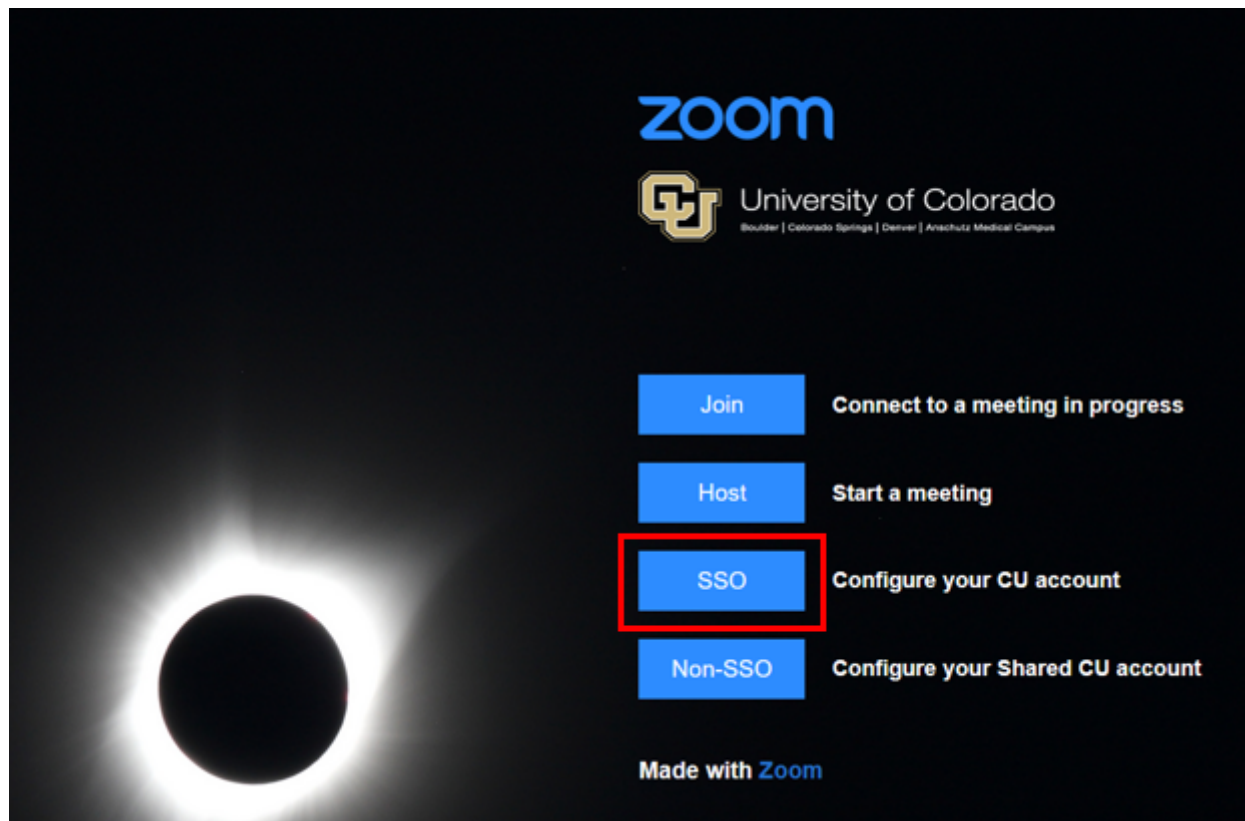 zoom
CU
University of Colorado
Boulder | Colorado Springs | Denver | Anschutz Medical Campus
Join
Connect to a meeting in progress
Host
Start a meeting
SSO
Configure your CU account
Non-SSO
Configure your Shared CU account
Made with Zoom